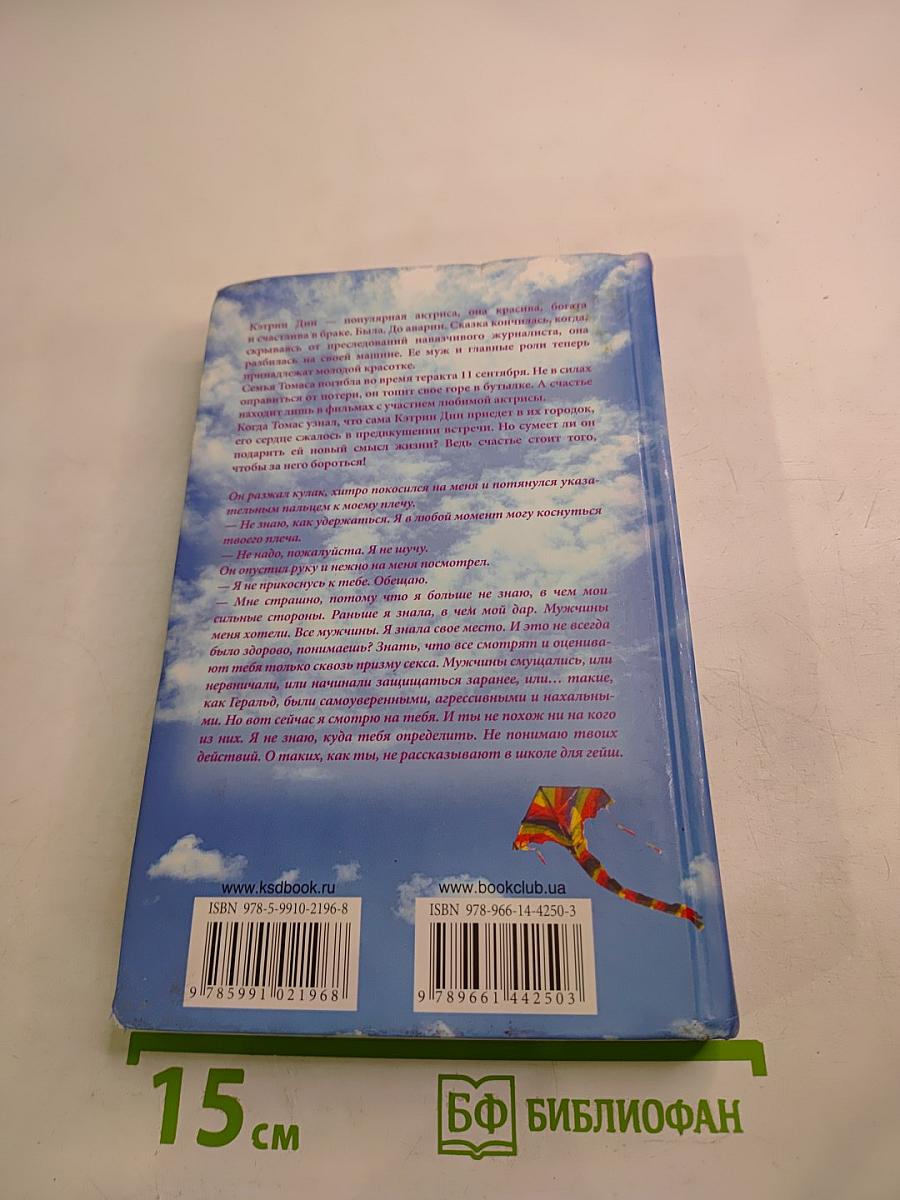 Кэтрин Дин — популярная актриса, она красива, богата
и счастлива в браке. Была. До аварии. Сказка кончилась, когда,
скрываясь от преследований навязчивого журналиста, она
разбилась на своей машине. Ее муж и главные роли теперь
принадлежат молодой красотке.
Семья Томаса погибла во время теракта 11 сентября. Не в силах
оправиться от потери, он топит свое горе в бутылке. А счастье
находит лишь в фильмах с участием любимой актрисы.
Когда Томас узнал, что сама Кэтрин Дин приедет в их городок,
его сердце сжалось в предвкушении встречи. Но сумеет ли он
подарить ей новый смысл жизни? Ведь счастье стоит того,
чтобы за него бороться!
Он разжал кулак, хитро покосился на меня и потянулся указа-
тельным пальцем к моему плечу.
— Не знаю, как удержаться. Я в любой момент могу коснуться
твоего плеча.
— Не надо, пожалуйста. Я не шучу.
Он опустил руку и нежно на меня посмотрел.
— Я не прикоснусь к тебе. Обещаю.
— Мне страшно, потому что я больше не знаю, в чем мои
сильные стороны. Раньше я знала, в чем мой дар. Мужчины
меня хотели. Все мужчины. Я знала свое место. И это не всегда
было здорово, понимаешь? Знать, что все смотрят и оценива-
ют тебя только сквозь призму секса. Мужчины смущались, или
нервничали, или начинали защищаться заранее, или… такие,
как Геральд, были самоуверенными, агрессивными и нахальны-
ми. Но вот сейчас я смотрю на тебя. И ты не похож ни на кого
из них. Я не знаю, куда тебя определить. Не понимаю твоих
действий. О таких, как ты, не рассказывают в школе для гейш.
www.ksdbook.ru
www.bookclub.ua
ISBN 978-5-9910-2196-8
ISBN 978-966-14-4250-3
9 785991 021968
9 789661 442503
15 см
БФ БИБЛИОФАН